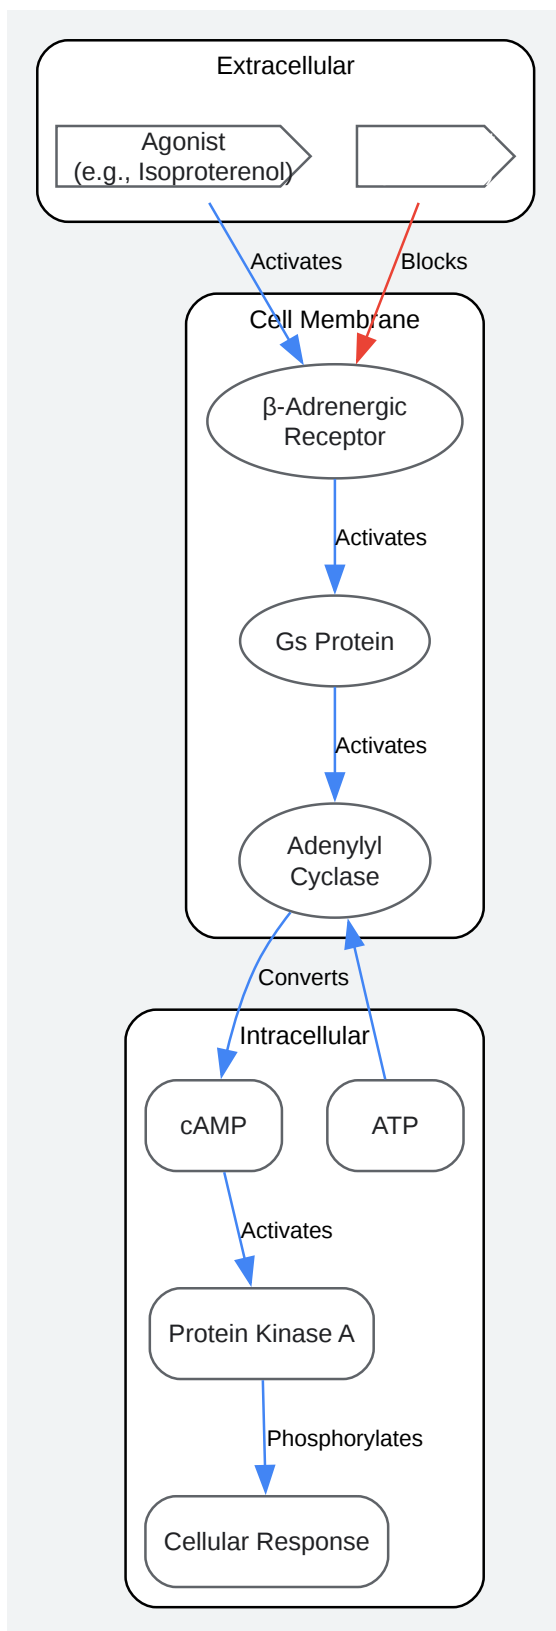 Extracellular
Agonist
(e.g., Isoproterenol)
Activates
Blocks
Cell Membrane
β-Adrenergic
Receptor
Activates
Gs Protein
Activates
Adenylyl
Cyclase
Converts
Intracellular
cAMP
ATP
Activates
Protein Kinase A
Phosphorylates
Cellular Response